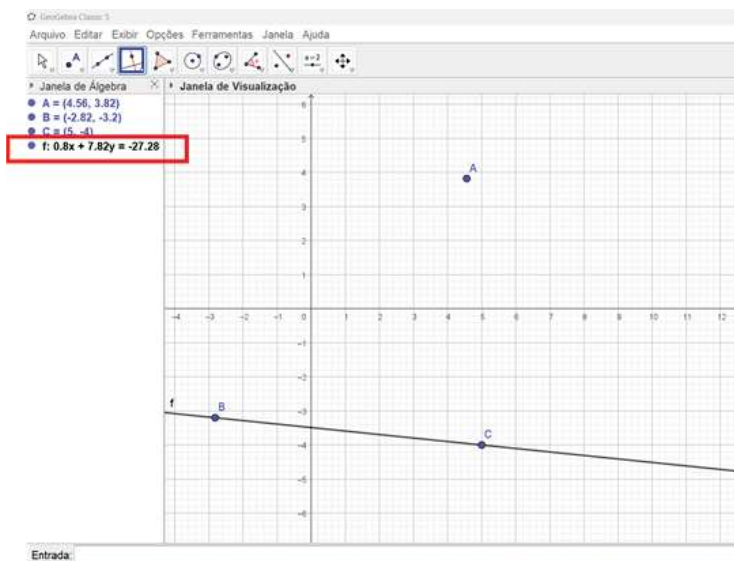 GeoGebra Classic 5
Arquivo Editar Exibir Opções Ferramentas Janela Ajuda
A
a=2
Janela de Álgebra
Janela de Visualização
A = (4.56, 3.82)
B = (-2.82, -3.2)
C = (5, -4)
f: 0.8x + 7.82y = -27.28
6
5
A
4
3
2
1
-4 -3 -2 -1 0 1 2 3 4 5 6 7 8 9 10 11 12
-1
-2
f
B
-3
C
-4
-5
-6
Entrada: